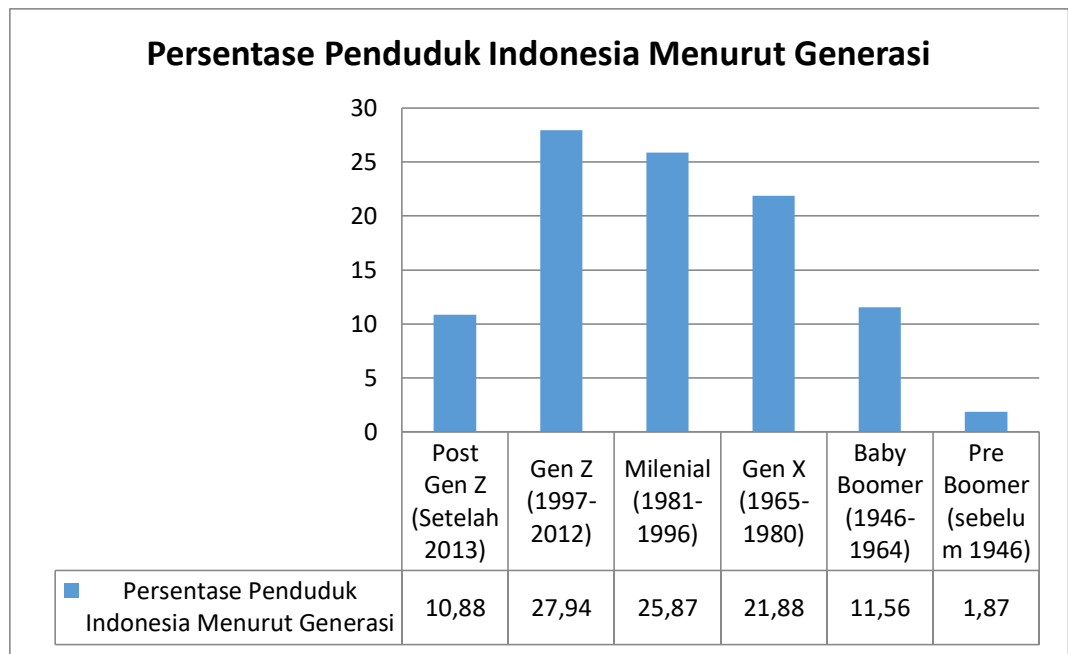 Persentase Penduduk Indonesia Menurut Generasi
30
25
20
15
10
5
0
Post
Gen Z
(Setelah
2013)
Gen Z
(1997-
2012)
Milenial
(1981-
1996)
Gen X
(1965-
1980)
Baby
Boomer
(1946-
1964)
Pre
Boomer
(sebelu
m 1946)
Persentase Penduduk
Indonesia Menurut Generasi
10,88
27,94
25,87
21,88
11,56
1,87